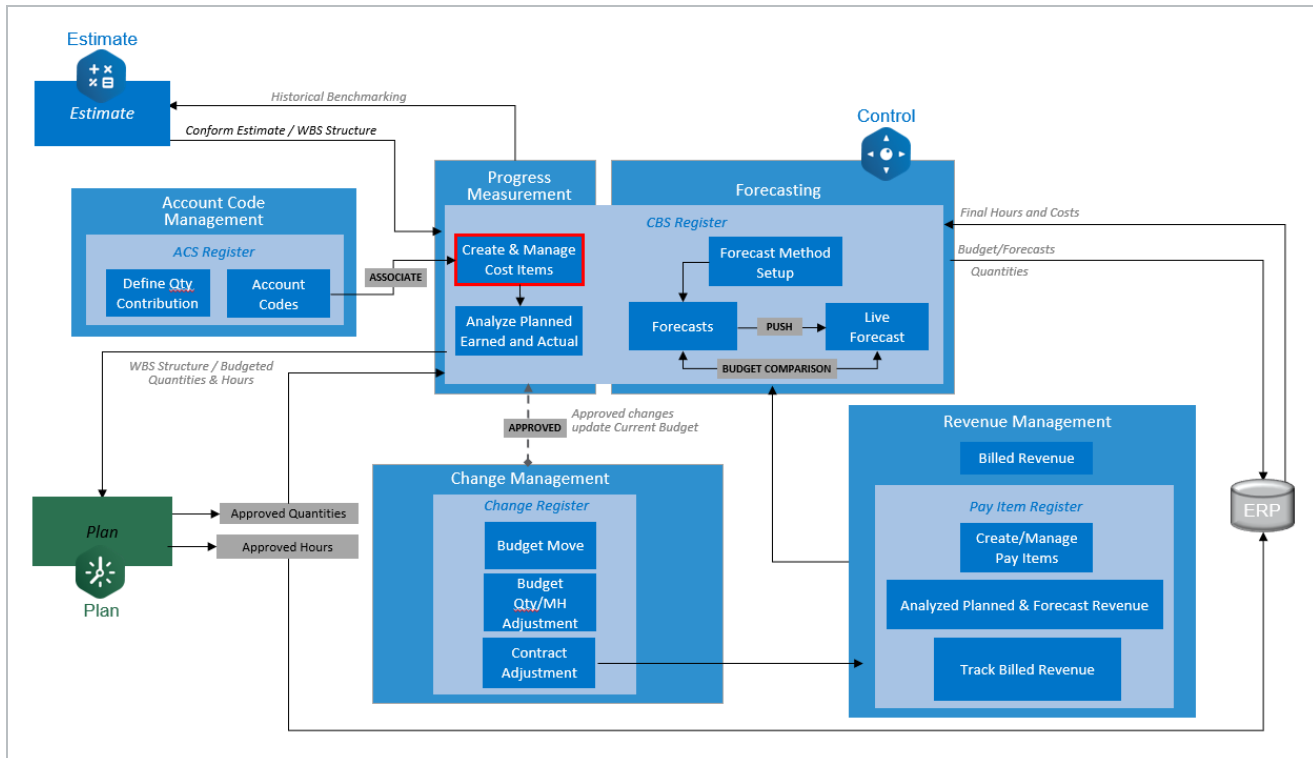 Estimate
Estimate
Historical Benchmarking
Conform Estimate / WBS Structure
Control
Account Code
Management
ACS Register
Define Qty
Contribution
Account
Codes
ASSOCIATE
Progress
Measurement
Forecasting
CBS Register
Create & Manage
Cost Items
Analyze Planned
Earned and Actual
Forecast Method
Setup
Forecasts
PUSH
Live
Forecast
BUDGET COMPARISON
Final Hours and Costs
Budget/Forecasts
Quantities
WBS Structure / Budgeted
Quantities & Hours
APPROVED
Approved changes
update Current Budget
Plan
Plan
Approved Quantities
Approved Hours
Change Management
Change Register
Budget Move
Budget
Qty/MH
Adjustment
Contract
Adjustment
Revenue Management
Billed Revenue
Pay Item Register
Create/Manage
Pay Items
Analyzed Planned & Forecast Revenue
Track Billed Revenue
ERP